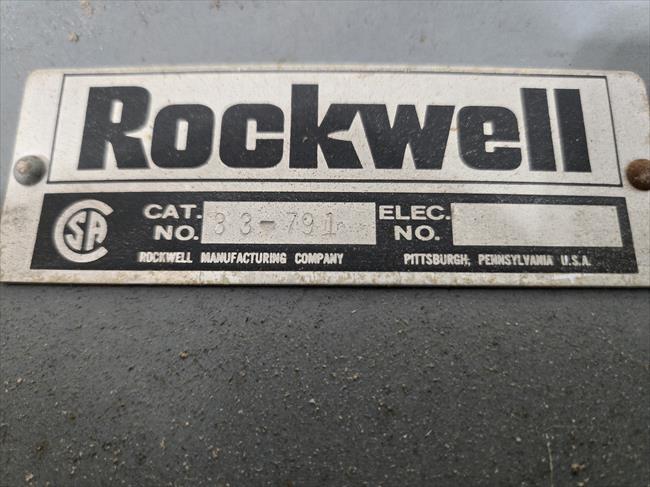 Rockwell
CSA
CAT. NO. 33-791 ELEC. NO.
ROCKWELL MANUFACTURING COMPANY PITTSBURGH, PENNSYLVANIA U.S.A.